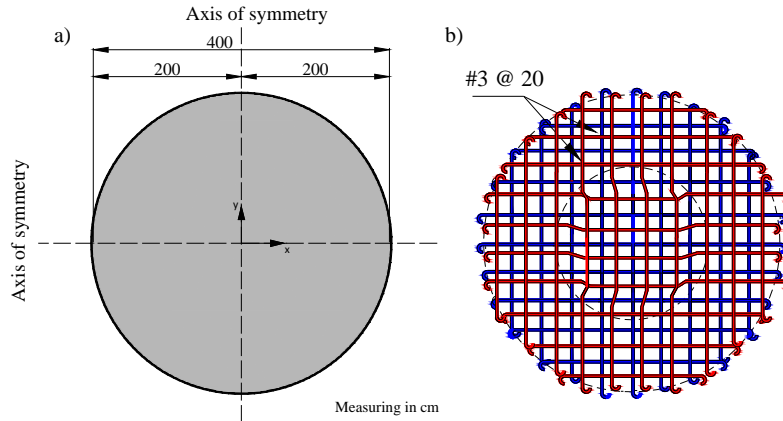 Axis of symmetry
a)
400
200
200
Axis of symmetry
y
x
Measuring in cm
b)
#3 @ 20